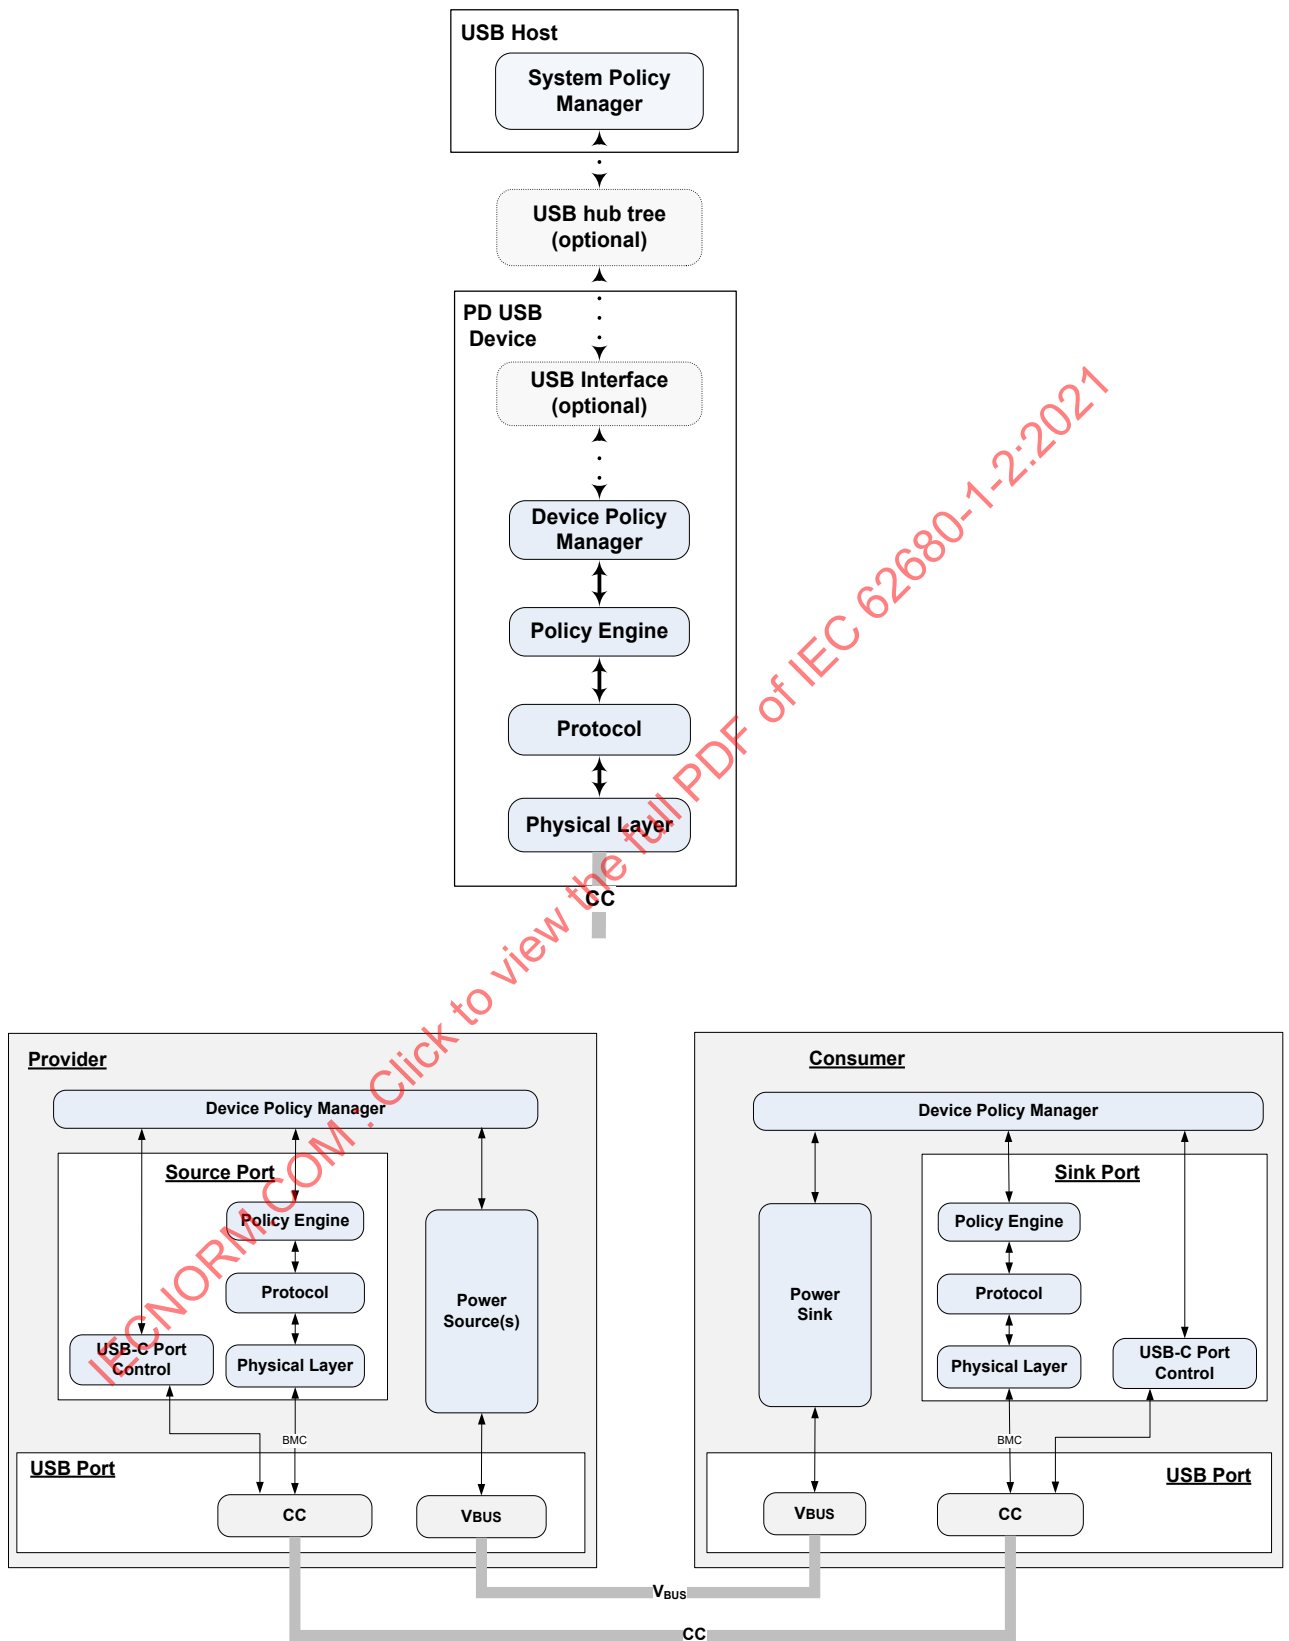 USB Host
System Policy
Manager
USB hub tree
(optional)
PD USB
Device
USB Interface
(optional)
Device Policy
Manager
Policy Engine
Protocol
Physical Layer
CC
IECNORM.COM : Click to view the full PDF of IEC 62680-1-2:2021
Provider
Device Policy Manager
Source Port
Policy Engine
Protocol
Physical Layer
USB-C Port
Control
Power
Source(s)
BMC
USB Port
CC
VBUS
Consumer
Device Policy Manager
Sink Port
Power
Sink
Policy Engine
Protocol
Physical Layer
USB-C Port
Control
BMC
USB Port
VBUS
CC
VBUS
CC